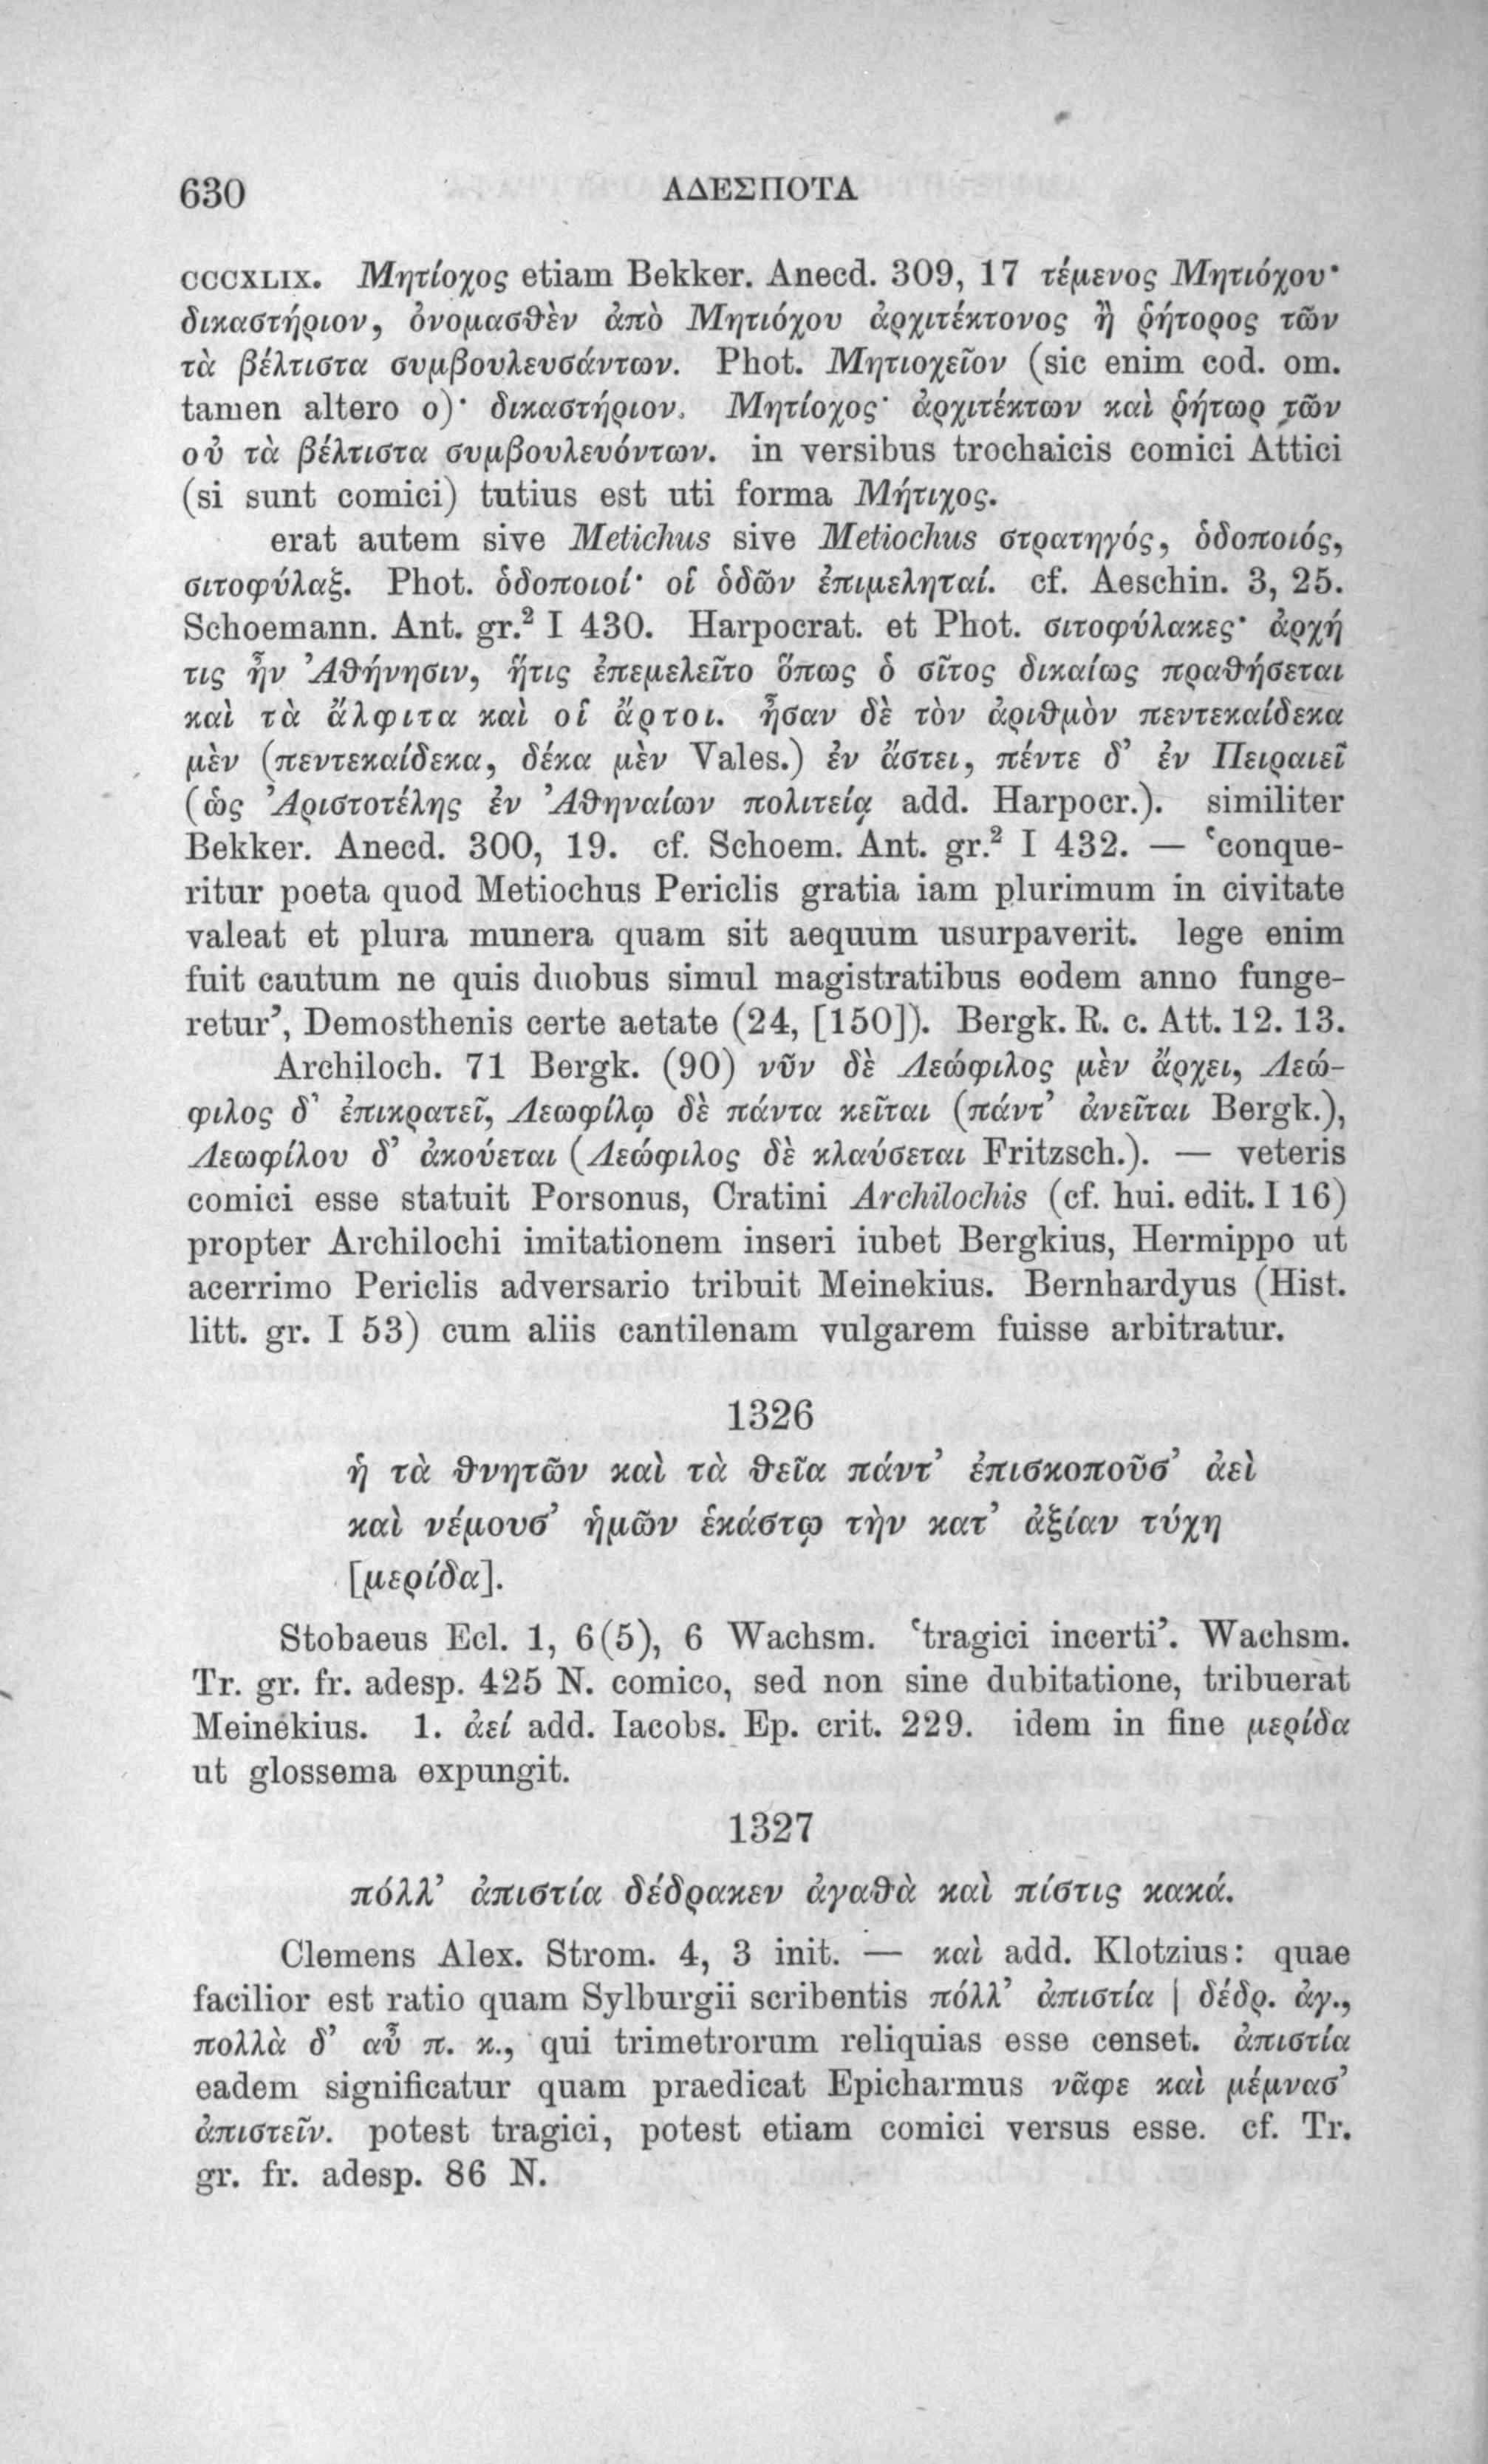 630 ΑΔΕΣΠΟΤΑ
CCCXLIX. Μητίοχος etiam Bekker. Anecd. 309, 17 τέμενος Μητιόχου·
δικαστήριον, ὀνομασθὲν ἀπὸ Μητιόχου ἀρχιτέκτονος ἢ ῥήτορος τῶν
τὰ βέλτιστα συμβουλευσάντων. Phot. Μητιοχεῖον (sic enim cod. om.
tamen altero ο)· δικαστήριον. Μητίοχος· ἀρχιτέκτων καὶ ῥήτωρ τῶν
οὐ τὰ βέλτιστα συμβουλευόντων. in versibus trochaicis comici Attici
(si sunt comici) tutius est uti forma Μήτιχος.
erat autem sive Metichus sive Metiochus στρατηγός, ὁδοποιός,
σιτοφύλαξ. Phot. ὁδοποιοί· οἱ ὁδῶν ἐπιμεληταί. cf. Aeschin. 3, 25.
Schoemann. Ant. gr.² I 430. Harpocrat. et Phot. σιτοφύλακες· ἀρχή
τις ἦν Ἀθήνησιν, ἥτις ἐπεμελεῖτο ὅπως ὁ σῖτος δικαίως πραθήσεται
καὶ τὰ ἄλφιτα καὶ οἱ ἄρτοι. ἦσαν δὲ τὸν ἀριθμὸν πεντεκαίδεκα
μὲν (πεντεκαίδεκα, δέκα μὲν Vales.) ἐν ἄστει, πέντε δ’ ἐν Πειραιεῖ
(ὡς Ἀριστοτέλης ἐν Ἀθηναίων πολιτείᾳ add. Harpocr.). similiter
Bekker. Anecd. 300, 19. cf. Schoem. Ant. gr.² I 432. — ‘conque-
ritur poeta quod Metiochus Periclis gratia iam plurimum in civitate
valeat et plura munera quam sit aequum usurpaverit. lege enim
fuit cautum ne quis duobus simul magistratibus eodem anno funge-
retur’, Demosthenis certe aetate (24, [150]). Bergk. R. c. Att. 12. 13.
Archiloch. 71 Bergk. (90) νῦν δὲ Λεώφιλος μὲν ἄρχει, Λεώ-
φιλος δ’ ἐπικρατεῖ, Λεωφίλῳ δὲ πάντα κεῖται (πάντ’ ἀνεῖται Bergk.),
Λεωφίλου δ’ ἀκούεται (Λεώφιλος δὲ κλαύσεται Fritzsch.). — veteris
comici esse statuit Porsonus, Cratini Archilochis (cf. hui. edit. I 16)
propter Archilochi imitationem inseri iubet Bergkius, Hermippo ut
acerrimo Periclis adversario tribuit Meinekius. Bernhardyus (Hist.
litt. gr. I 53) cum aliis cantilenam vulgarem fuisse arbitratur.
1326
ἡ τὰ θνητῶν καὶ τὰ θεῖα πάντ’ ἐπισκοποῦσ’ ἀεὶ
καὶ νέμουσ’ ἡμῶν ἑκάστῳ τὴν κατ’ ἀξίαν τύχη
[μερίδα].
Stobaeus Ecl. 1, 6(5), 6 Wachsm. ‘tragici incerti’. Wachsm.
Tr. gr. fr. adesp. 425 N. comico, sed non sine dubitatione, tribuerat
Meinekius. 1. ἀεί add. Iacobs. Ep. crit. 229. idem in fine μερίδα
ut glossema expungit.
1327
πόλλ’ ἀπιστία δέδρακεν ἀγαθὰ καὶ πίστις κακά.
Clemens Alex. Strom. 4, 3 init. — καὶ add. Klotzius: quae
facilior est ratio quam Sylburgii scribentis πόλλ’ ἀπιστία | δέδρ. ἀγ.,
πολλὰ δ’ αὖ π. κ., qui trimetrorum reliquias esse censet. ἀπιστία
eadem significatur quam praedicat Epicharmus νᾶφε καὶ μέμνασ’
ἀπιστεῖν. potest tragici, potest etiam comici versus esse. cf. Tr.
gr. fr. adesp. 86 N.